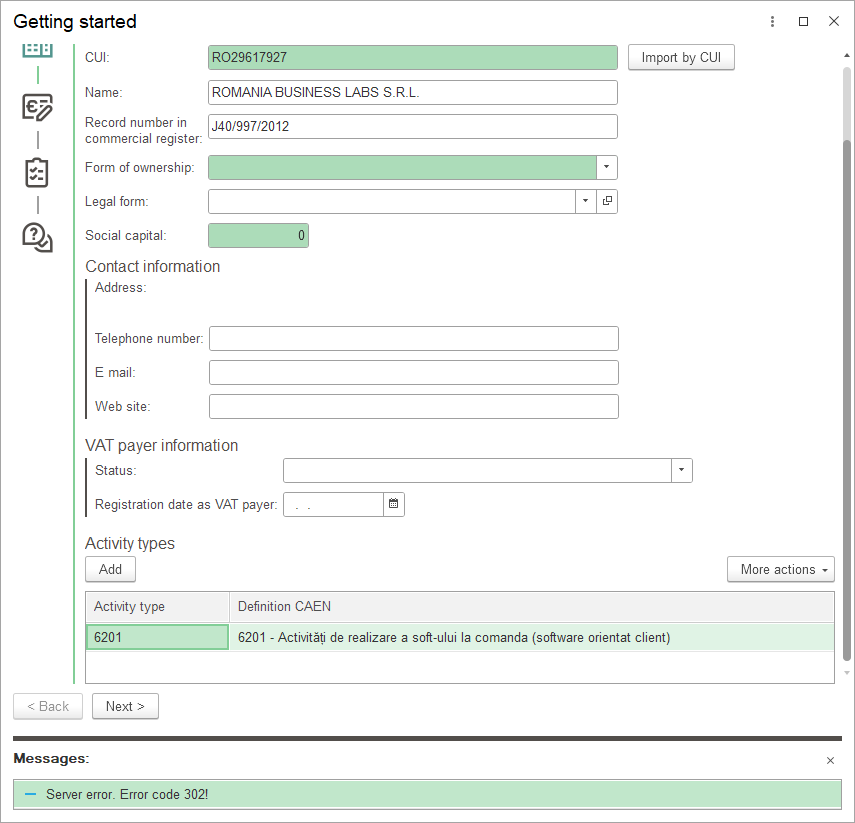 Getting started
CUI:
RO29617927
Import by CUI
Name:
ROMANIA BUSINESS LABS S.R.L.
Record number in
commercial register:
J40/997/2012
Form of ownership:
Legal form:
Social capital:
0
Contact information
Address:
Telephone number:
E mail:
Web site:
VAT payer information
Status:
Registration date as VAT payer:
. .
Activity types
Add
More actions
Activity type
Definition CAEN
6201
6201 - Activități de realizare a soft-ului la comanda (software orientat client)
< Back
Next >
Messages:
Server error. Error code 302!